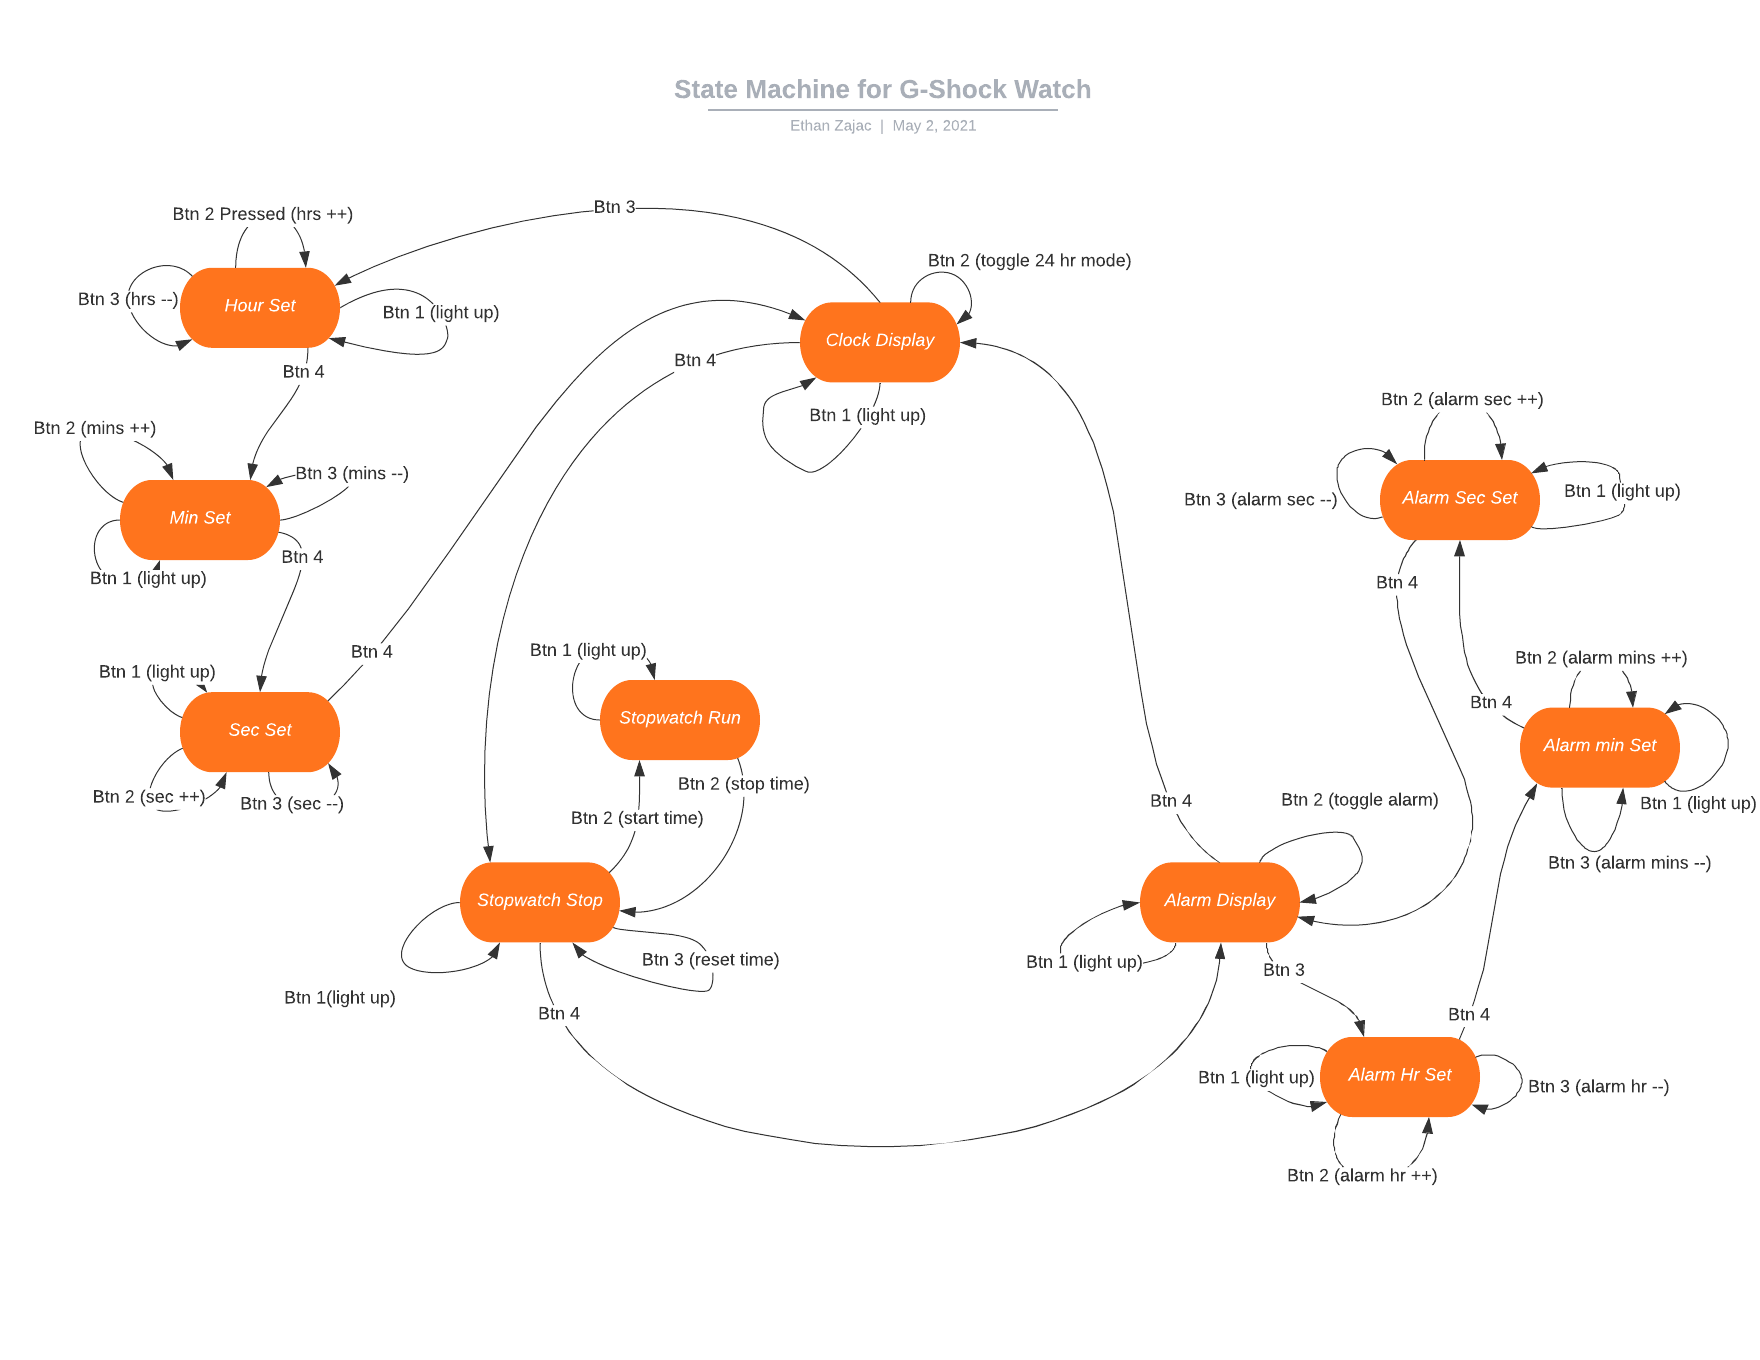 State Machine for G-Shock Watch
Ethan Zajac | May 2, 2021
Btn 3
Btn 2 Pressed (hrs ++)
Btn 3 (hrs --)
Hour Set
Btn 1 (light up)
Btn 4
Btn 2 (toggle 24 hr mode)
Clock Display
Btn 4
Btn 1 (light up)
Btn 2 (mins ++)
Btn 3 (mins --)
Min Set
Btn 1 (light up)
Btn 4
Btn 4
Btn 1 (light up)
Sec Set
Btn 2 (sec ++)
Btn 3 (sec --)
Btn 1 (light up)
Stopwatch Run
Btn 2 (stop time)
Btn 2 (start time)
Stopwatch Stop
Btn 3 (reset time)
Btn 1(light up)
Btn 4
Btn 2 (alarm sec ++)
Btn 3 (alarm sec --)
Alarm Sec Set
Btn 1 (light up)
Btn 4
Btn 2 (alarm mins ++)
Btn 4
Alarm min Set
Btn 1 (light up)
Btn 3 (alarm mins --)
Btn 4
Btn 2 (toggle alarm)
Alarm Display
Btn 1 (light up)
Btn 3
Btn 4
Btn 1 (light up)
Alarm Hr Set
Btn 3 (alarm hr --)
Btn 2 (alarm hr ++)